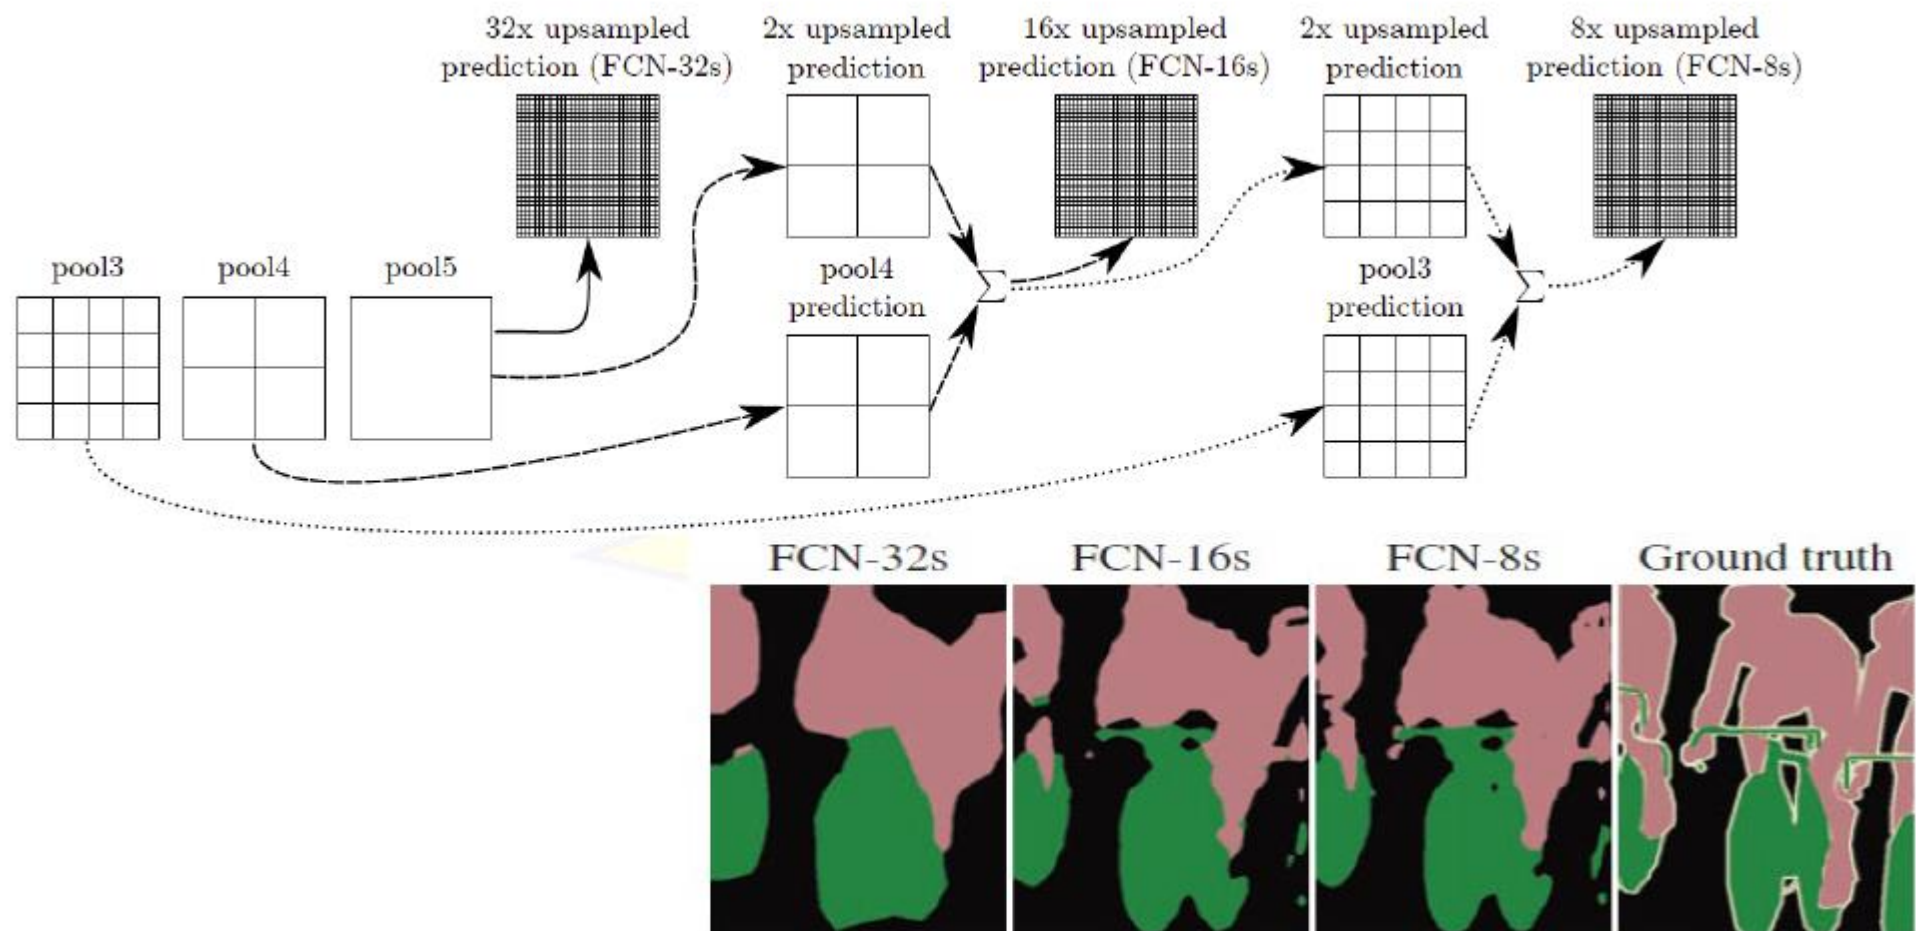 32x upsampled
prediction (FCN-32s)
2x upsampled
prediction
16x upsampled
prediction (FCN-16s)
2x upsampled
prediction
8x upsampled
prediction (FCN-8s)
pool3
pool4
pool5
pool4
prediction
∑
pool3
prediction
∑
FCN-32s
FCN-16s
FCN-8s
Ground truth